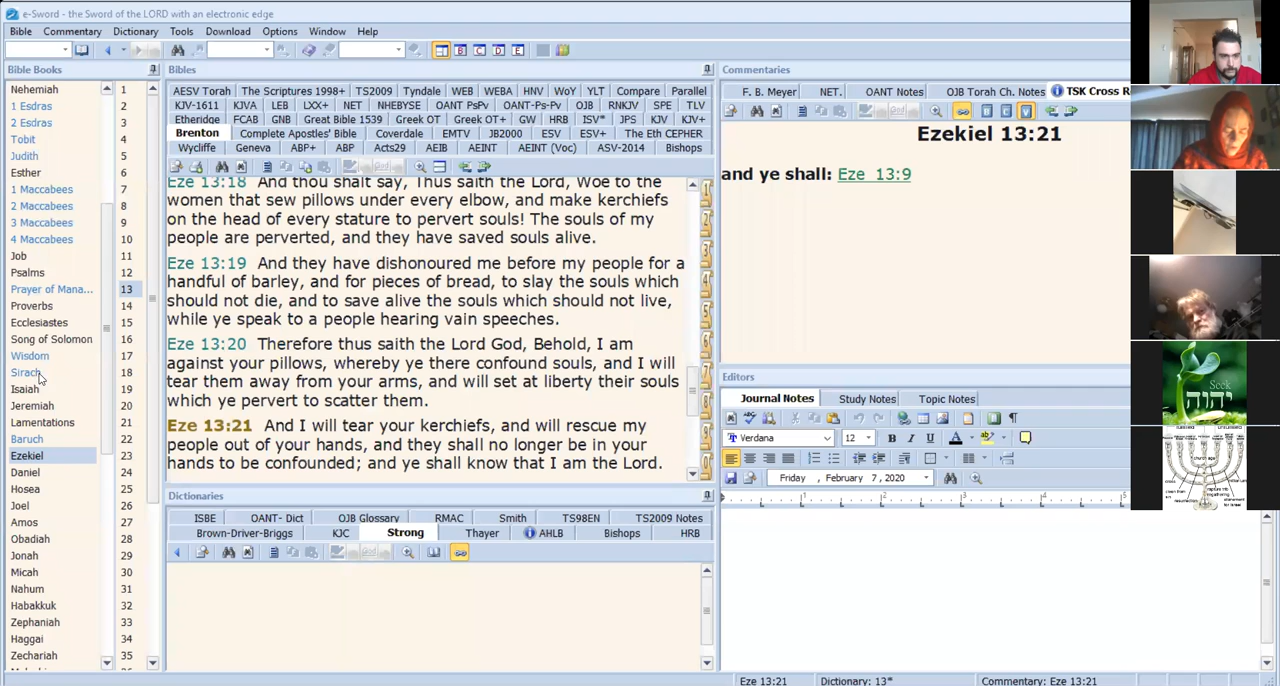 e-Sword - the Sword of the LORD with an electronic edge
Bible Commentary Dictionary Tools Download Options Window Help
B C D E
Bible Books
Nehemiah
1 Esdras
2 Esdras
Tobit
Judith
Esther
1 Maccabees
2 Maccabees
3 Maccabees
4 Maccabees
Job
Psalms
Prayer of Mana...
Proverbs
Ecclesiastes
Song of Solomon
Wisdom
Sirach
Isaiah
Jeremiah
Lamentations
Baruch
Ezekiel
Daniel
Hosea
Joel
Amos
Obadiah
Jonah
Micah
Nahum
Habakkuk
Zephaniah
Haggai
Zechariah
1
2
3
4
5
6
7
8
9
10
11
12
13
14
15
16
17
18
19
20
21
22
23
24
25
26
27
28
29
30
31
32
33
34
35
Bibles
AESV Torah The Scriptures 1998+ TS2009 Tyndale WEB WEBA HNV WoY YLT Compare Parallel
KJV-1611 KJVA LEB LXX+ NET NHEBYSE OANT PsPv OANT-Ps-Pv OJB RNKJV SPE TLV
Etheridge FCAB GNB Great Bible 1539 Greek OT Greek OT+ GW HRB ISV* JPS KJV KJV+
Brenton Complete Apostles' Bible Coverdale EMTV JB2000 ESV ESV+ The Eth CEPHER
Wycliffe Geneva ABP+ ABP Acts29 AEIB AEINT AEINT (Voc) ASV-2014 Bishops
Eze 13:18 And thou shalt say, Thus saith the Lord, Woe to the
women that sew pillows under every elbow, and make kerchiefs
on the head of every stature to pervert souls! The souls of my
people are perverted, and they have saved souls alive.
Eze 13:19 And they have dishonoured me before my people for a
handful of barley, and for pieces of bread, to slay the souls which
should not die, and to save alive the souls which should not live,
while ye speak to a people hearing vain speeches.
Eze 13:20 Therefore thus saith the Lord God, Behold, I am
against your pillows, whereby ye there confound souls, and I will
tear them away from your arms, and will set at liberty their souls
which ye pervert to scatter them.
Eze 13:21 And I will tear your kerchiefs, and will rescue my
people out of your hands, and they shall no longer be in your
hands to be confounded; and ye shall know that I am the Lord.
Dictionaries
ISBE OANT- Dict OJB Glossary RMAC Smith TS98EN TS2009 Notes
Brown-Driver-Briggs KJC Strong Thayer AHLB Bishops HRB
Commentaries
F. B. Meyer NET. OANT Notes OJB Torah Ch. Notes TSK Cross R
Ezekiel 13:21
and ye shall: Eze 13:9
Editors
Journal Notes Study Notes Topic Notes
Verdana 12 B I U A
Friday , February 7, 2020
1 2 3 4 5
Eze 13:21 Dictionary: 13* Commentary: Eze 13:21
Seek
יהוה